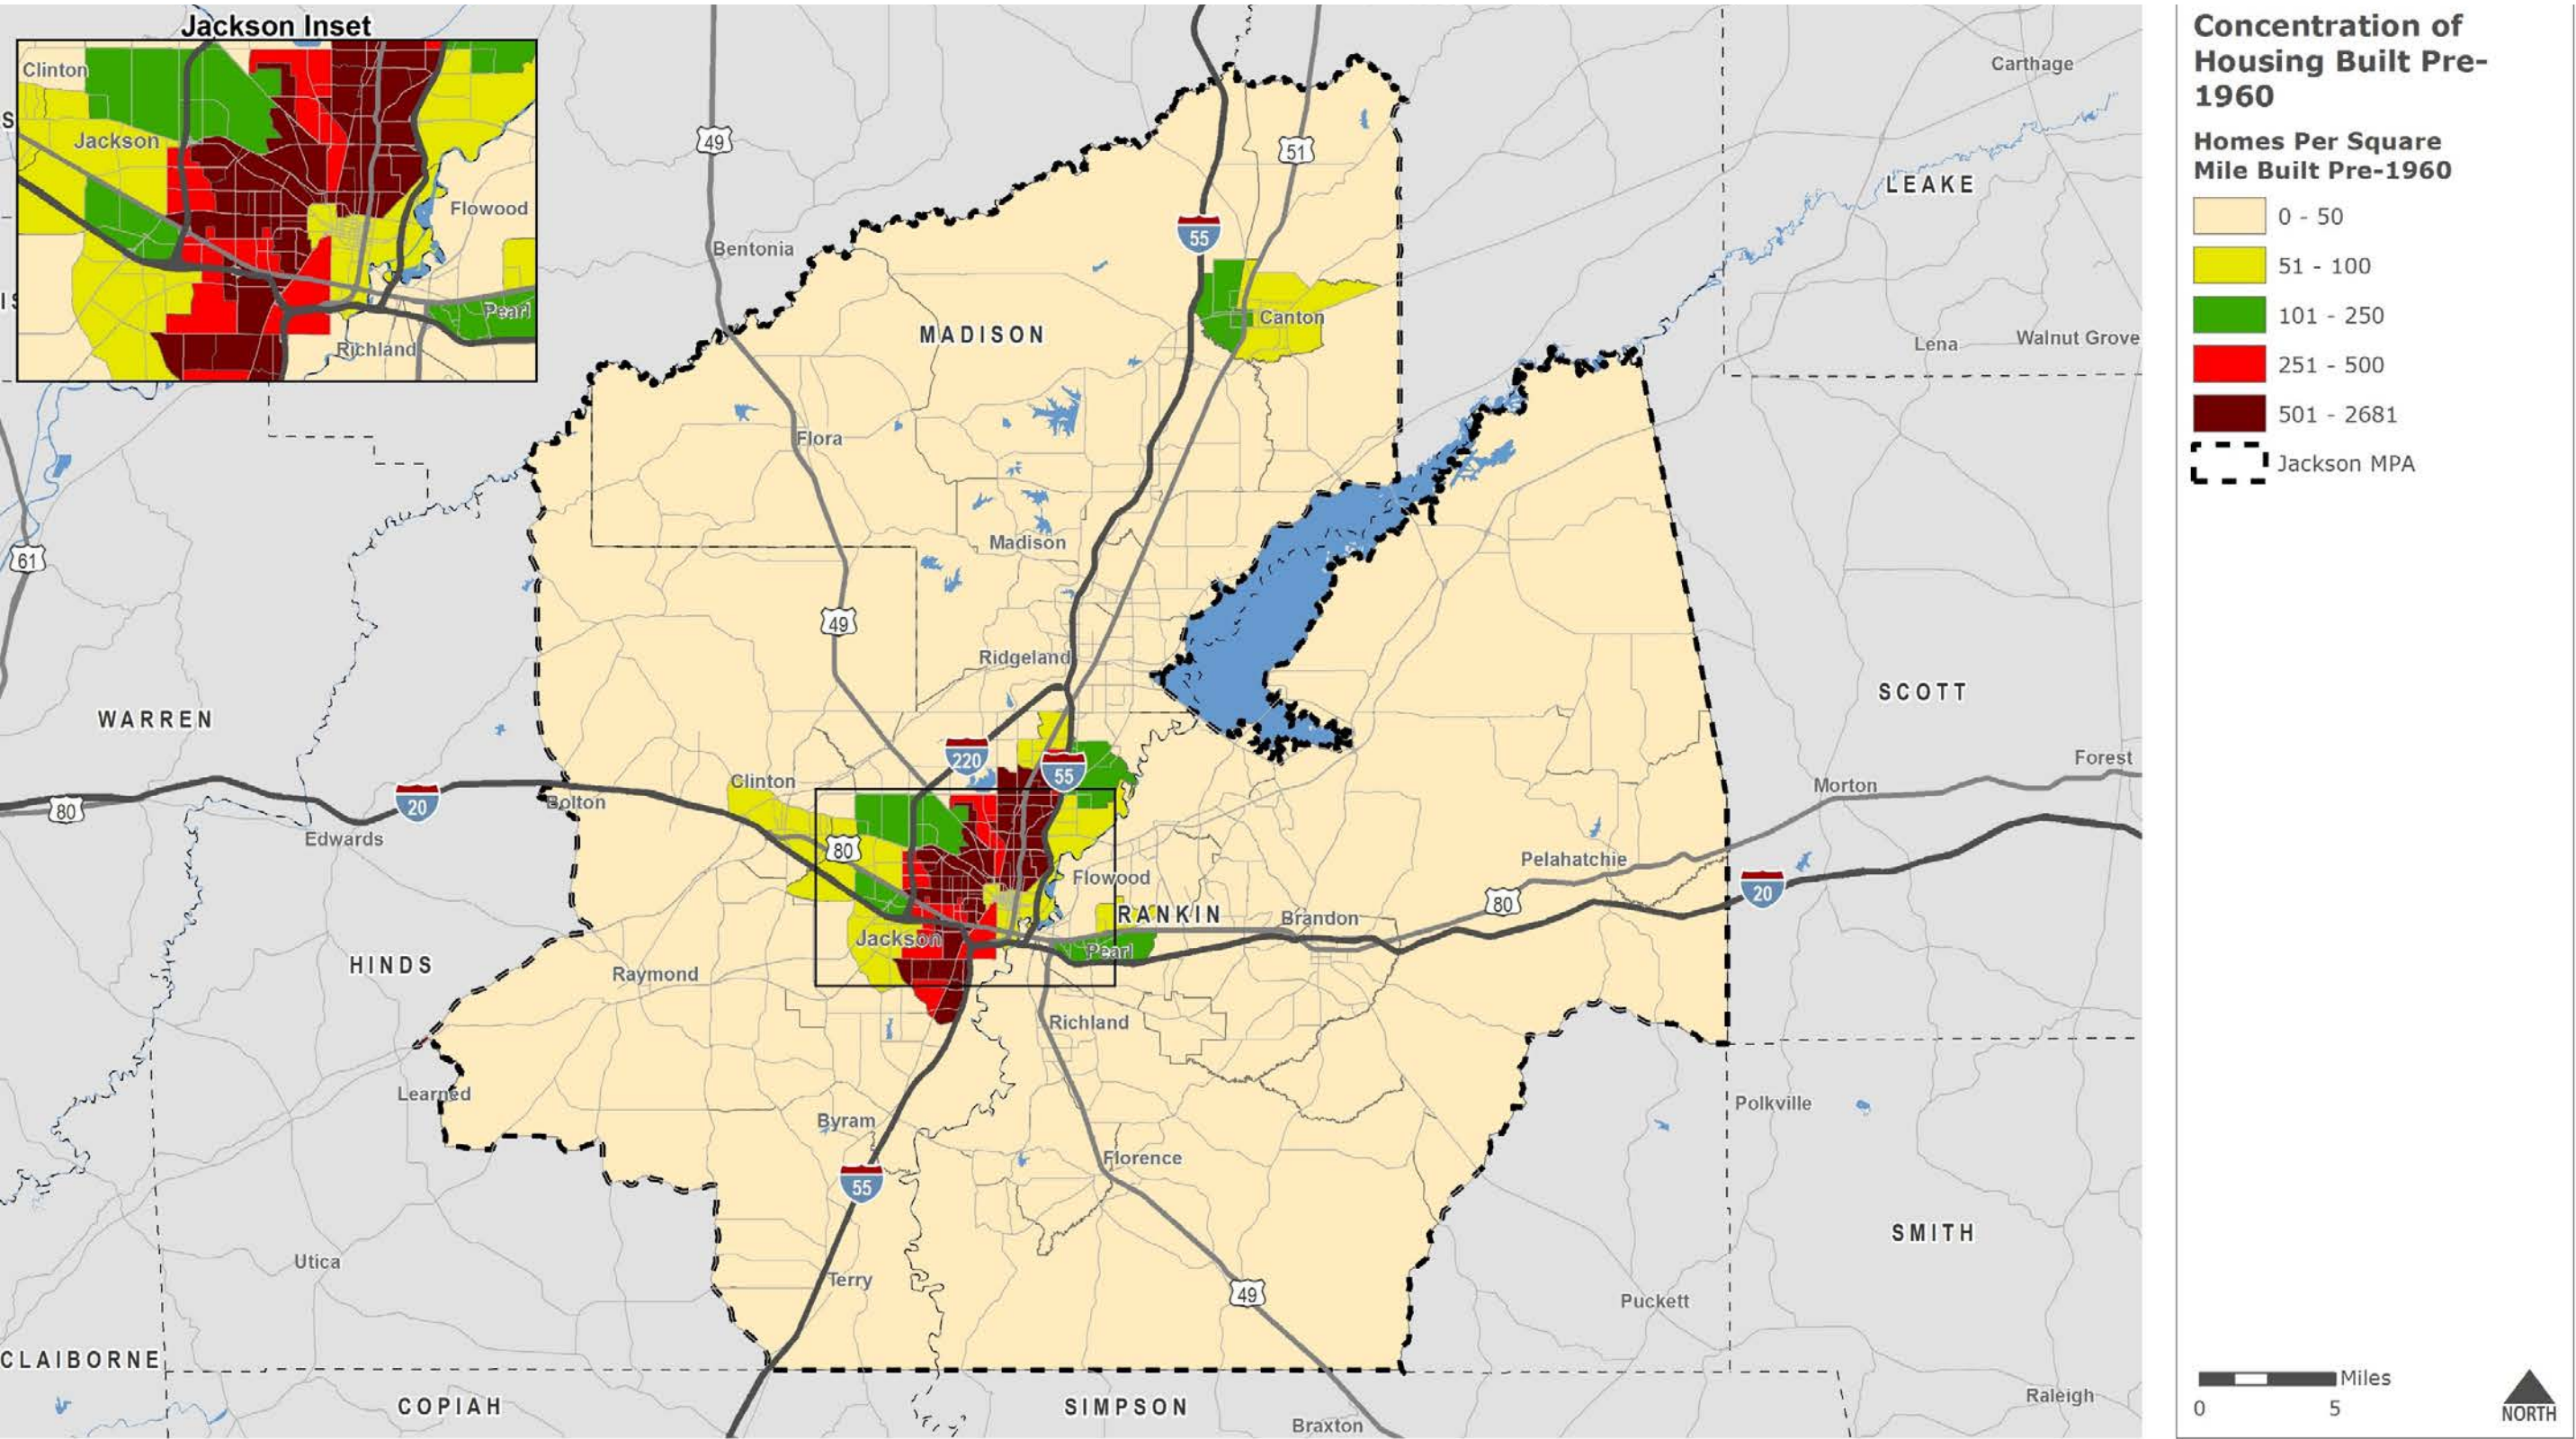 Jackson Inset
Clinton
Jackson
Flowood
Pearl
Richland
Concentration of
Housing Built Pre-
1960
Homes Per Square
Mile Built Pre-1960
0 - 50
51 - 100
101 - 250
251 - 500
501 - 2681
Jackson MPA
Carthage
49
51
LEAKE
55
Bentonia
Canton
MADISON
Lena
Walnut Grove
Flora
61
Madison
49
Ridgeland
SCOTT
WARREN
220
55
Forest
Clinton
Morton
80
20
Bolton
Edwards
80
Pelahatchie
Flowood
80
20
RANKIN
Brandon
Jackson
Pearl
HINDS
Raymond
Richland
Learned
Polkville
Byram
Florence
55
SMITH
Utica
Terry
49
Puckett
CLAIBORNE
COPIAH
SIMPSON
Braxton
Raleigh
Miles
0 5
NORTH